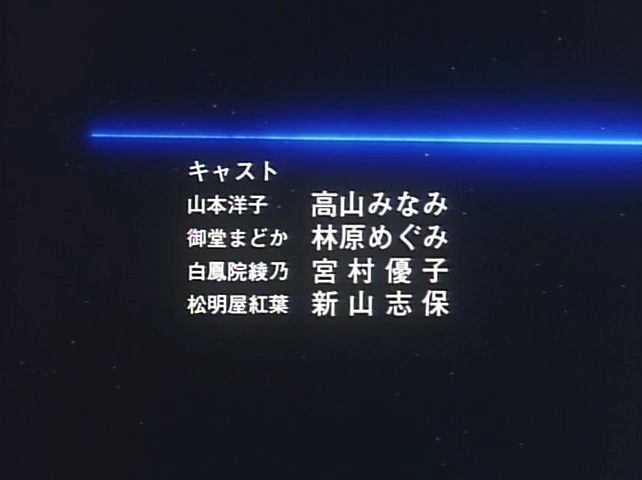 キャスト
山本洋子 高山みなみ
御堂まどか 林原めぐみ
白鳳院綾乃 宮村優子
松明屋紅葉 新山志保